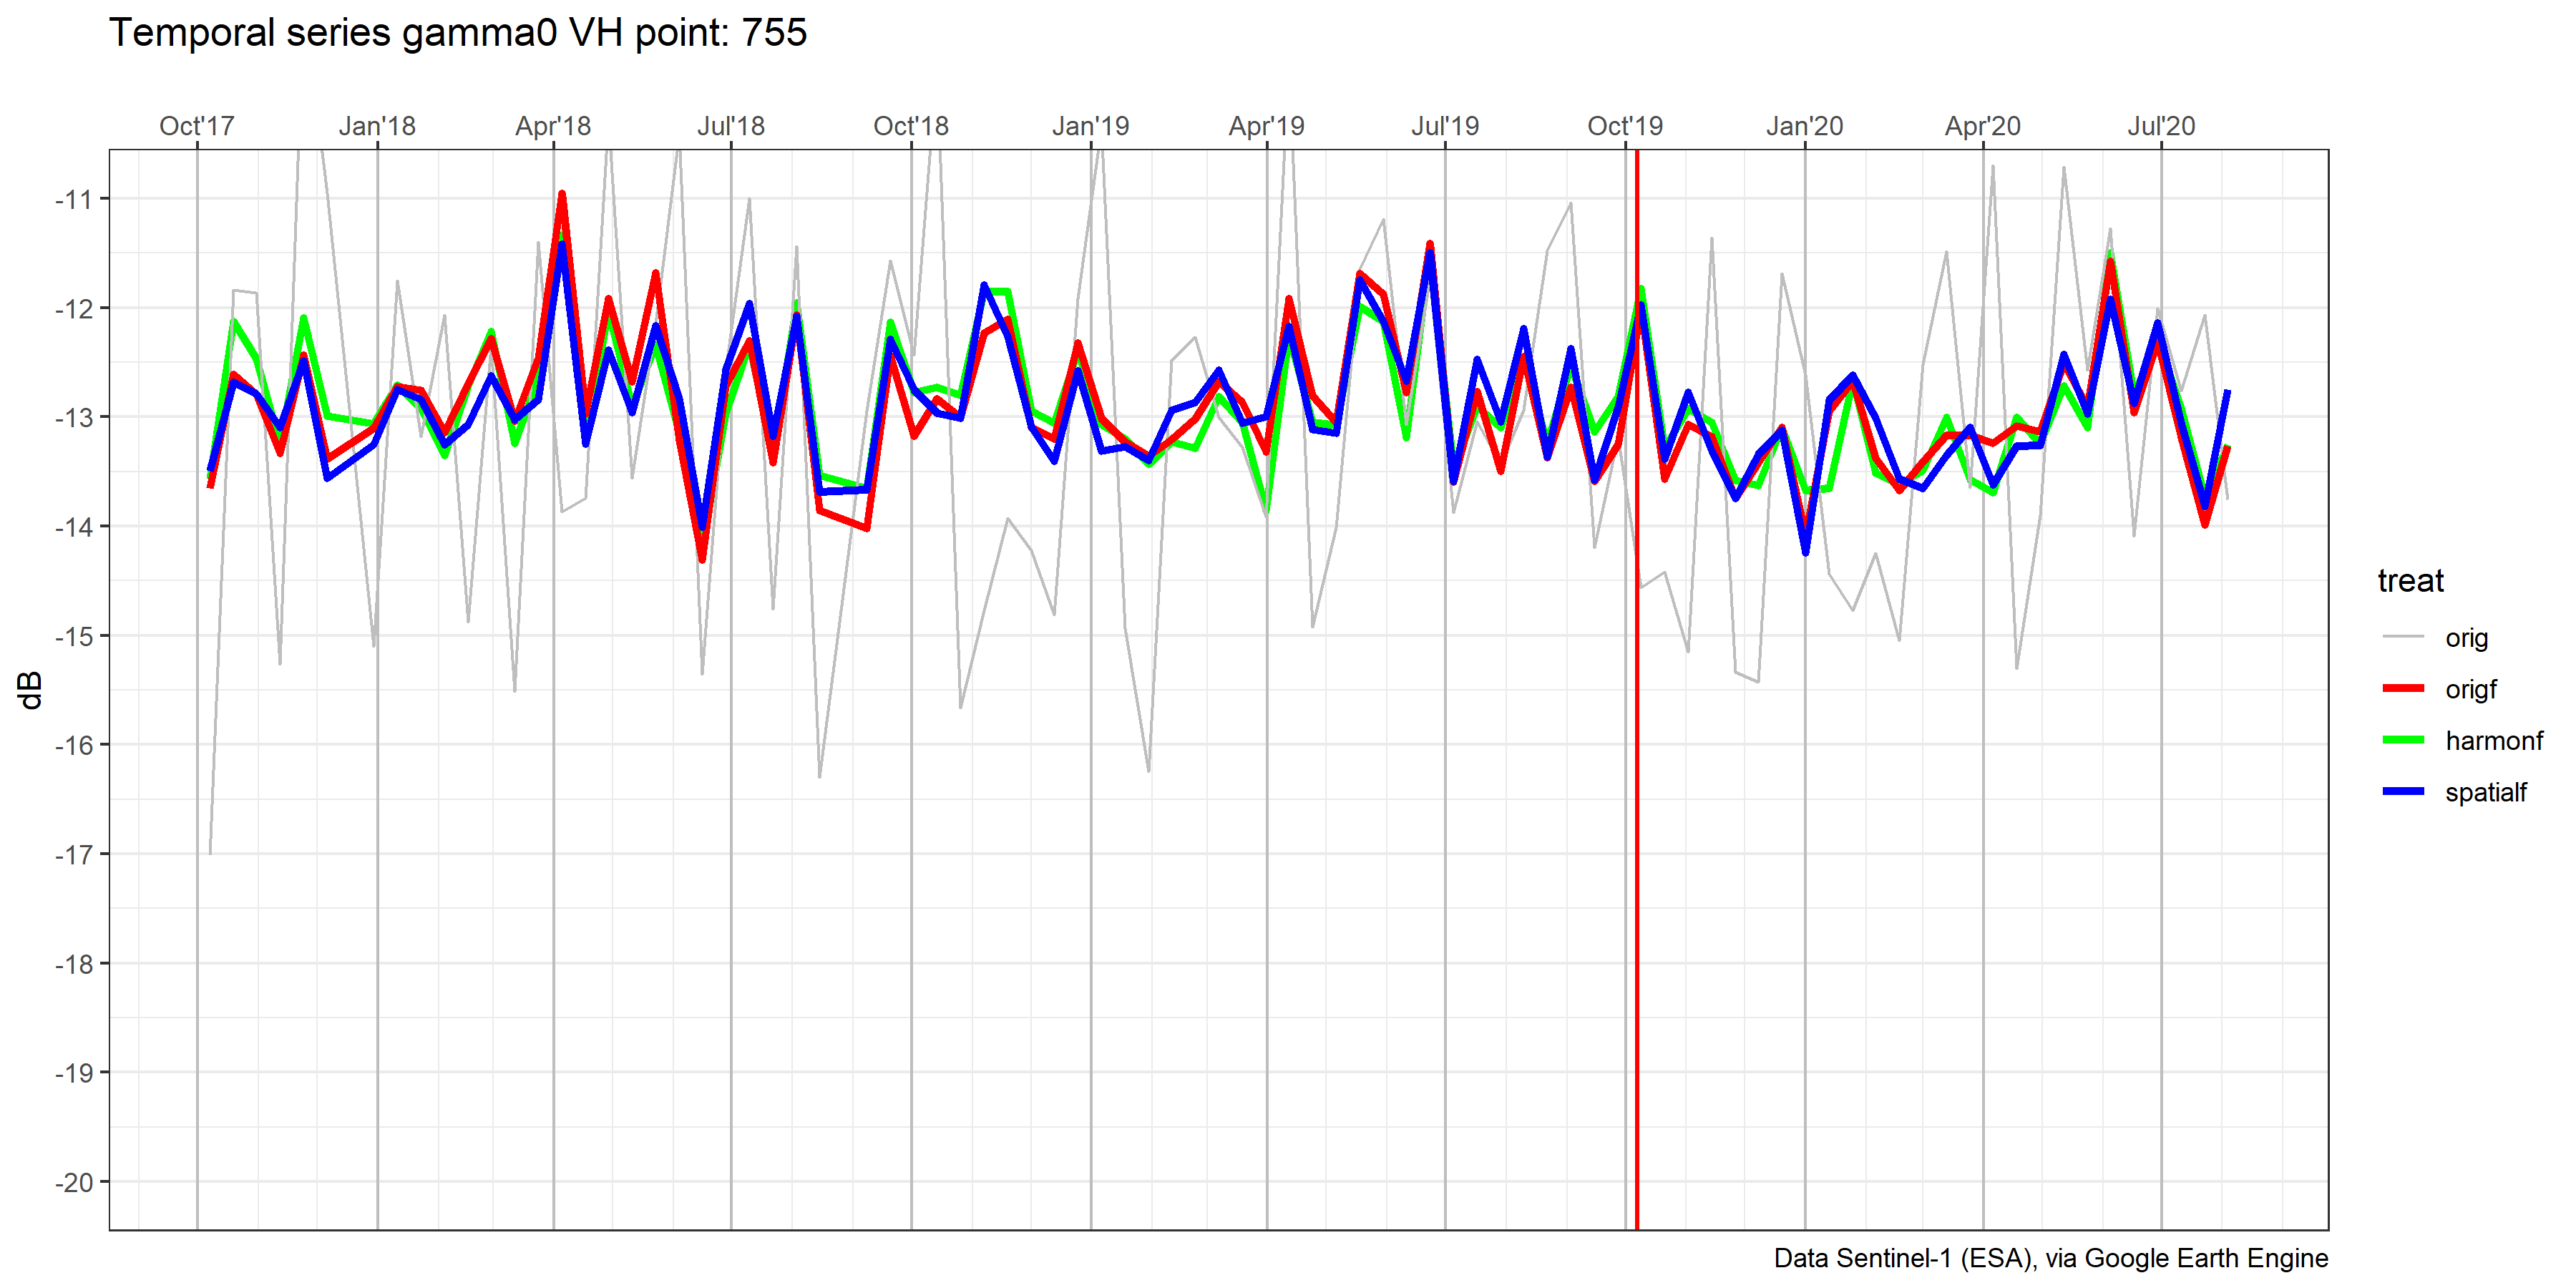 Temporal series gamma0 VH point: 755
Oct'17 Jan'18 Apr'18 Jul'18 Oct'18 Jan'19 Apr'19 Jul'19 Oct'19 Jan'20 Apr'20 Jul'20
-11
-12
-13
-14
-15
-16
-17
-18
-19
-20
dB
treat
orig
origf
harmonf
spatialf
Data Sentinel-1 (ESA), via Google Earth Engine